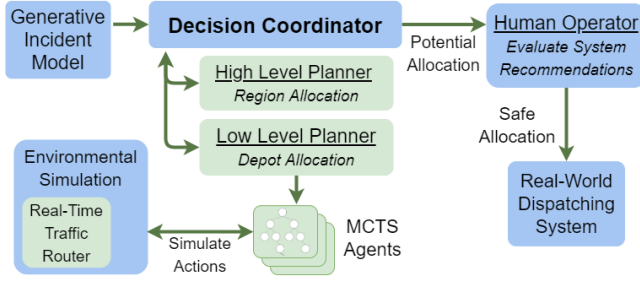 Generative
Incident
Model
Decision Coordinator
Potential
Allocation
Human Operator
Evaluate System
Recommendations
High Level Planner
Region Allocation
Low Level Planner
Depot Allocation
Safe
Allocation
Environmental
Simulation
Real-Time
Traffic
Router
Simulate
Actions
MCTS
Agents
Real-World
Dispatching
System